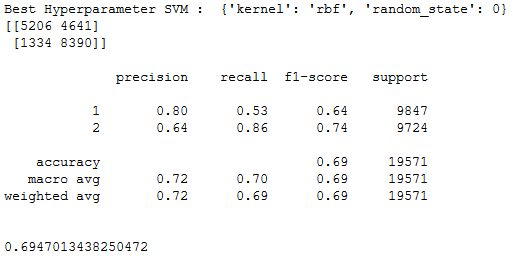 Best Hyperparameter SVM :  {'kernel': 'rbf', 'random_state': 0}
[[5206 4641]
 [1334 8390]]
              precision    recall  f1-score   support
           1       0.80      0.53      0.64      9847
           2       0.64      0.86      0.74      9724
    accuracy                           0.69     19571
   macro avg       0.72      0.70      0.69     19571
weighted avg       0.72      0.69      0.69     19571
0.6947013438250472